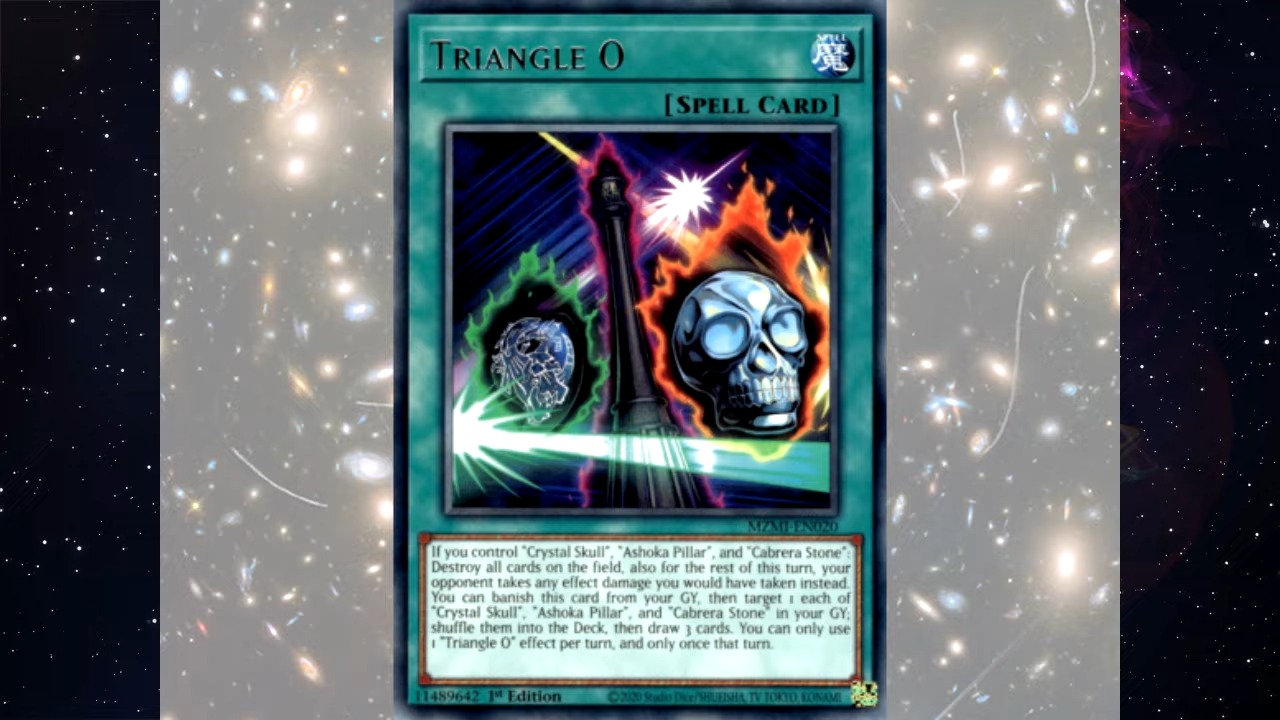 Triangle O
SPELL
魔
[Spell Card]
MZMI-EN020
If you control "Crystal Skull", "Ashoka Pillar", and "Cabrera Stone":
Destroy all cards on the field, also for the rest of this turn, your
opponent takes any effect damage you would have taken instead.
You can banish this card from your GY, then target 1 each of
"Crystal Skull", "Ashoka Pillar", and "Cabrera Stone" in your GY;
shuffle them into the Deck, then draw 3 cards. You can only use
1 "Triangle O" effect per turn, and only once that turn.
11489642 1st Edition ©2020 Studio Dice/SHUEISHA, TV TOKYO, KONAMI